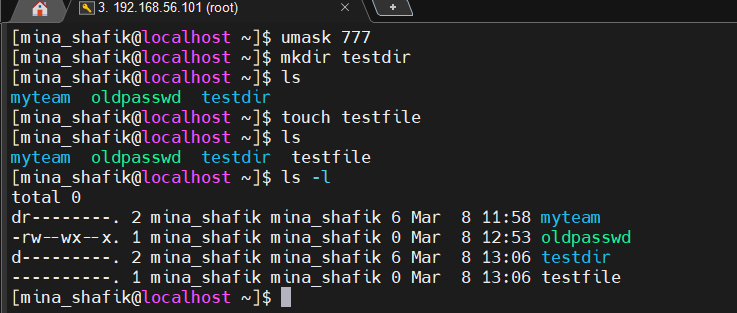 3. 192.168.56.101 (root)
[mina_shafik@localhost ~]$ umask 777
[mina_shafik@localhost ~]$ mkdir testdir
[mina_shafik@localhost ~]$ ls
myteam  oldpasswd  testdir
[mina_shafik@localhost ~]$ touch testfile
[mina_shafik@localhost ~]$ ls
myteam  oldpasswd  testdir  testfile
[mina_shafik@localhost ~]$ ls -l
total 0
dr--------. 2 mina_shafik mina_shafik 6 Mar  8 11:58 myteam
-rw--wx--x. 1 mina_shafik mina_shafik 0 Mar  8 12:53 oldpasswd
d---------. 2 mina_shafik mina_shafik 6 Mar  8 13:06 testdir
----------. 1 mina_shafik mina_shafik 0 Mar  8 13:06 testfile
[mina_shafik@localhost ~]$